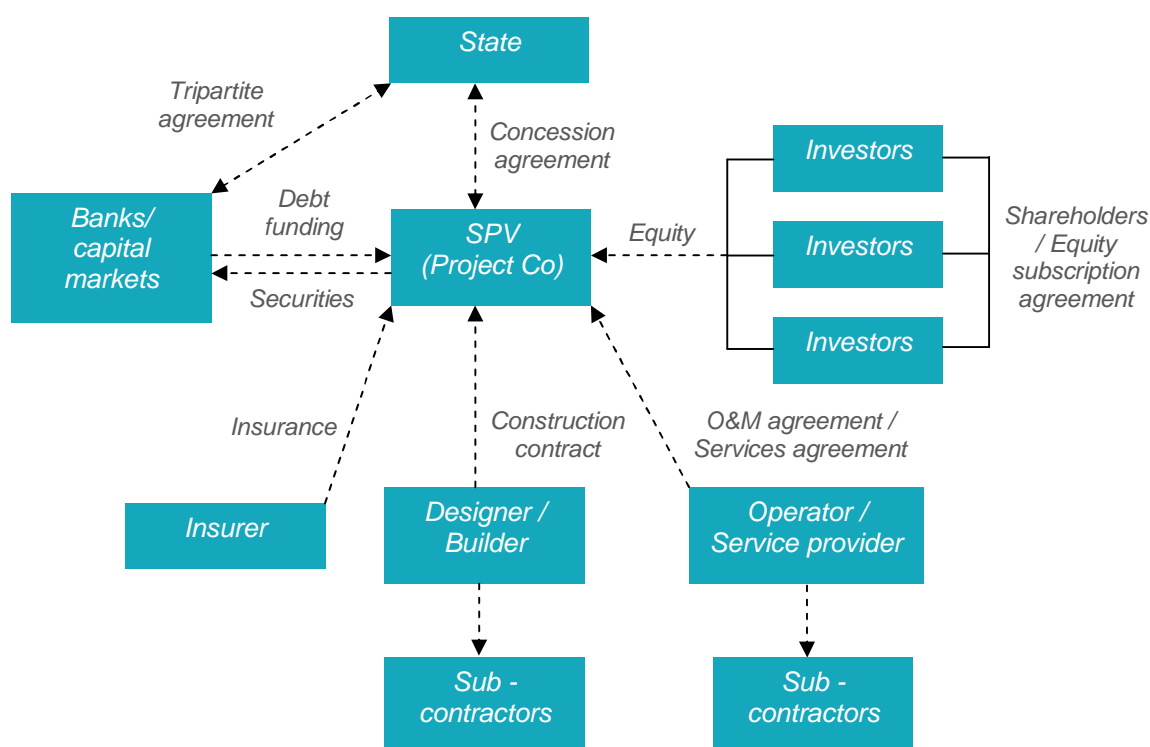 State
Tripartite
agreement
Concession
agreement
Investors
Banks/
capital
markets
Debt
funding
Securities
SPV
(Project Co)
Equity
Investors
Investors
Shareholders
/ Equity
subscription
agreement
Insurance
Construction
contract
O&M agreement /
Services agreement
Insurer
Designer /
Builder
Operator /
Service provider
Sub -
contractors
Sub -
contractors